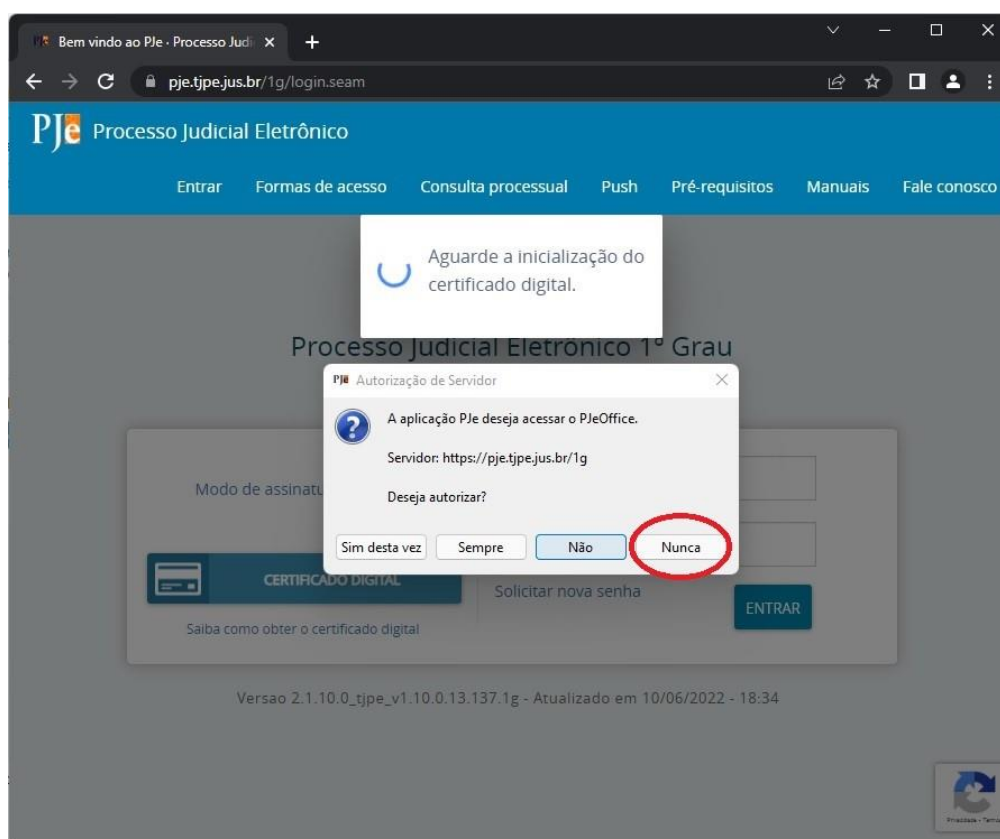 Bem vindo ao PJe · Processo Judi
pje.tjpe.jus.br/1g/login.seam
PJe Processo Judicial Eletrônico
Entrar Formas de acesso Consulta processual Push Pré-requisitos Manuais Fale conosco
Aguarde a inicialização do
certificado digital.
Processo Judicial Eletrônico 1º Grau
PJe Autorização de Servidor
A aplicação PJe deseja acessar o PJeOffice.
Servidor: https://pje.tjpe.jus.br/1g
Deseja autorizar?
Modo de assinatu
Sim desta vez Sempre Não Nunca
CERTIFICADO DIGITAL
Solicitar nova senha
ENTRAR
Saiba como obter o certificado digital
Versao 2.1.10.0_tjpe_v1.10.0.13.137.1g - Atualizado em 10/06/2022 - 18:34
Privacidade - Termos